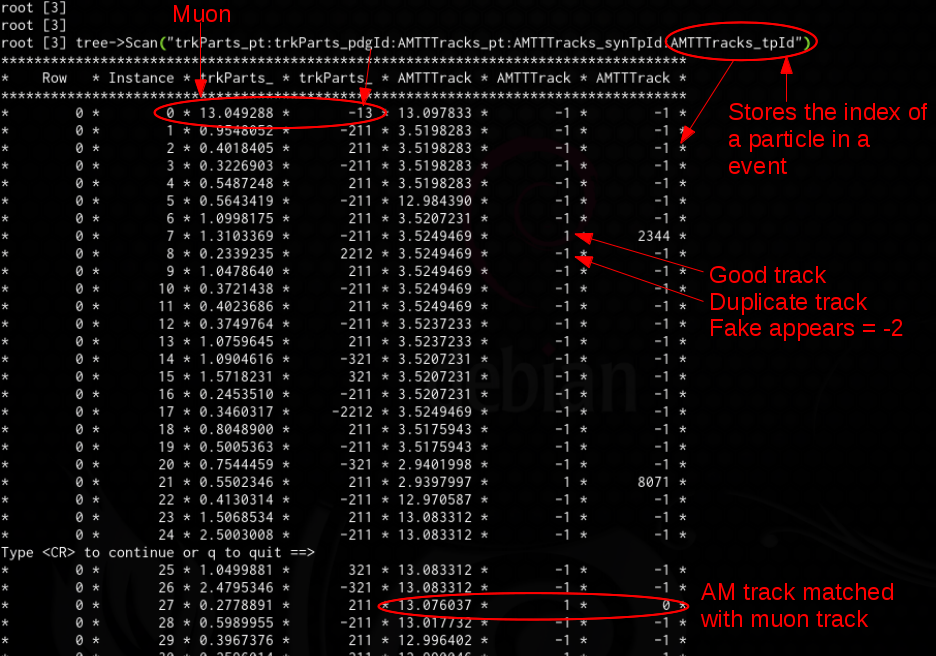 root [3]
root [3]
Muon
root [3] tree->Scan("trkParts_pt:trkParts_pdgId:AMTTTracks_pt:AMTTracks_synTpId:AMTTTracks_tpId")
************************************************************************************
* Row * Instance * trkParts_ * trkParts_ * AMTTTrack * AMTTTrack * AMTTTrack *
************************************************************************************
* 0 * 0 * 13.049288 * -13 * 13.097833 * -1 * -1 *
* 0 * 1 * 0.9548052 * -211 * 3.5198283 * -1 * -1 *
* 0 * 2 * 0.4018405 * 211 * 3.5198283 * -1 * -1 *
* 0 * 3 * 0.3226903 * -211 * 3.5198283 * -1 * -1 *
* 0 * 4 * 0.5487248 * 211 * 3.5198283 * -1 * -1 *
* 0 * 5 * 0.5643419 * -211 * 12.984390 * -1 * -1 *
* 0 * 6 * 1.0998175 * 211 * 3.5207231 * -1 * -1 *
* 0 * 7 * 1.3103369 * -211 * 3.5249469 * 1 * 2344 *
* 0 * 8 * 0.2339235 * 2212 * 3.5249469 * -1 * -1 *
* 0 * 9 * 1.0478640 * 211 * 3.5249469 * -1 * -1 *
* 0 * 10 * 0.3721438 * -211 * 3.5249469 * -1 * -1 *
* 0 * 11 * 0.4023686 * 211 * 3.5249469 * -1 * -1 *
* 0 * 12 * 0.3749764 * -211 * 3.5237233 * -1 * -1 *
* 0 * 13 * 1.0759645 * 211 * 3.5237233 * -1 * -1 *
* 0 * 14 * 1.0904616 * -321 * 3.5207231 * -1 * -1 *
* 0 * 15 * 1.5718231 * 321 * 3.5207231 * -1 * -1 *
* 0 * 16 * 0.2453510 * -211 * 3.5207231 * -1 * -1 *
* 0 * 17 * 0.3460317 * -2212 * 3.5249469 * -1 * -1 *
* 0 * 18 * 0.8048900 * 211 * 3.5175943 * -1 * -1 *
* 0 * 19 * 0.5005363 * -211 * 3.5175943 * -1 * -1 *
* 0 * 20 * 0.7544459 * -321 * 2.9401998 * -1 * -1 *
* 0 * 21 * 0.5502346 * 211 * 2.9397997 * 1 * 8071 *
* 0 * 22 * 0.4130314 * -211 * 12.970587 * -1 * -1 *
* 0 * 23 * 1.5068534 * 211 * 13.083312 * -1 * -1 *
* 0 * 24 * 2.5003008 * -211 * 13.083312 * -1 * -1 *
Type <CR> to continue or q to quit ==>
* 0 * 25 * 1.0499881 * 321 * 13.083312 * -1 * -1 *
* 0 * 26 * 2.4795346 * -321 * 13.083312 * -1 * -1 *
* 0 * 27 * 0.2778891 * 211 * 13.076037 * 1 * 0 *
* 0 * 28 * 0.5989955 * -211 * 13.017732 * -1 * -1 *
* 0 * 29 * 0.3967376 * 211 * 12.996402 * -1 * -1 *
Stores the index of
a particle in a
event
Good track
Duplicate track
Fake appears = -2
AM track matched
with muon track
debian